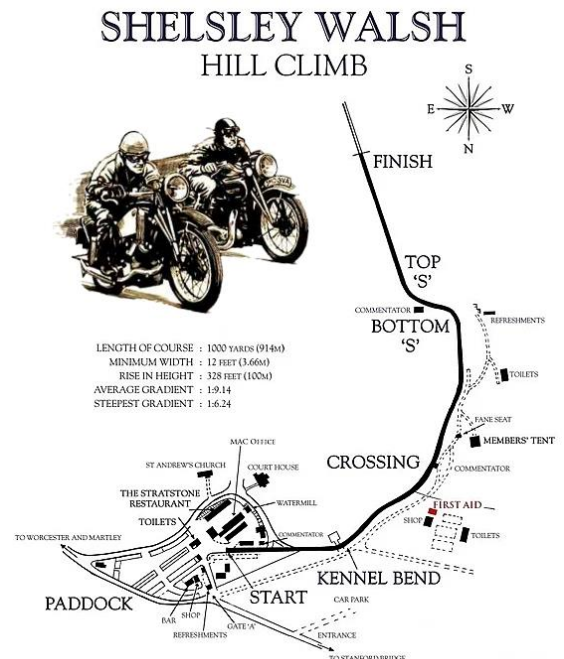 SHELSLEY WALSH
HILL CLIMB
S
E
W
N
FINISH
TOP
'S'
COMMENTATOR
BOTTOM
'S'
REFRESHMENTS
LENGTH OF COURSE : 1000 YARDS (914M)
MINIMUM WIDTH : 12 FEET (3.66M)
RISE IN HEIGHT : 328 FEET (100M)
AVERAGE GRADIENT : 1:9.14
STEEPEST GRADIENT : 1:6.24
TOILETS
FANE SEAT
MEMBERS' TENT
MAC OFFICE
CROSSING
COMMENTATOR
ST ANDREW'S CHURCH
COURT HOUSE
THE STRATSTONE
RESTAURANT
WATERMILL
FIRST AID
SHOP
TOILETS
TOILETS
COMMENTATOR
TO WORCESTER AND MARTLEY
KENNEL BEND
START
PADDOCK
CAR PARK
BAR
SHOP
REFRESHMENTS
GATE 'A'
ENTRANCE
TO STANFORD BRIDGE